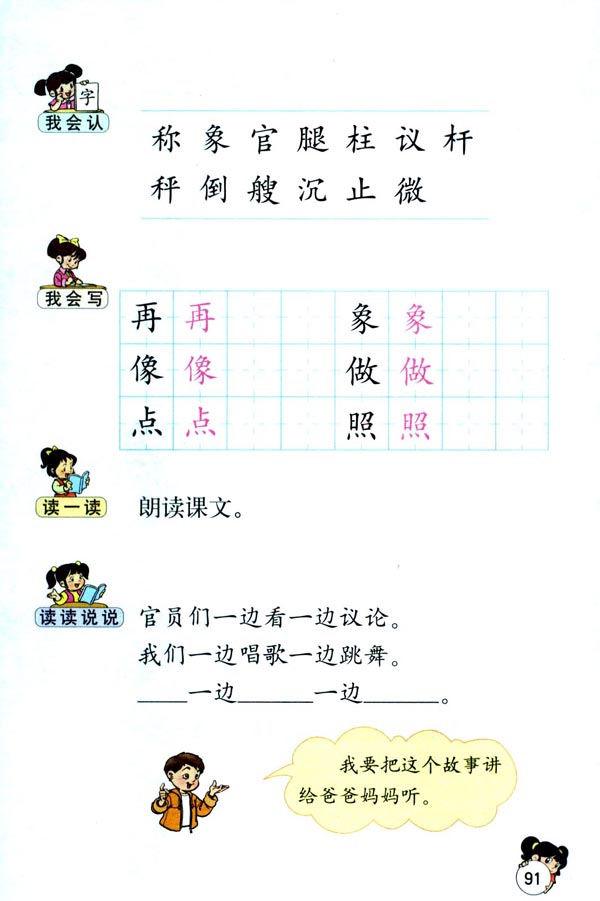 字
我会认
称 象 官 腿 柱 议 杆
秤 倒 艘 沉 止 微
我会写
再 再 象 象
像 像 做 做
点 点 照 照
读一读
朗读课文。
读读说说
官员们一边看一边议论。
我们一边唱歌一边跳舞。
____一边______一边______。
我要把这个故事讲
给爸爸妈妈听。
91